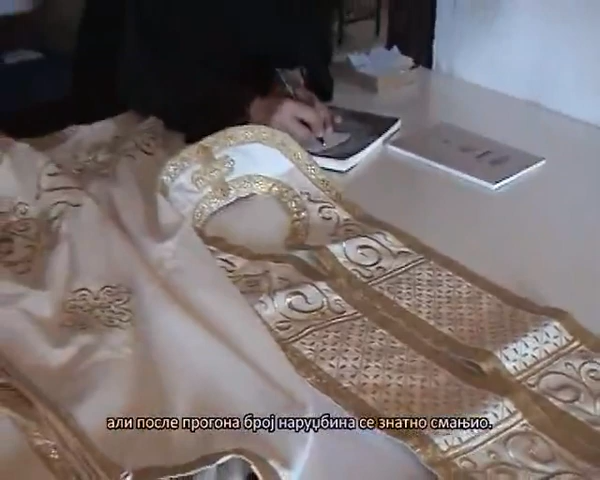 али после прогона број наруџбина се знатно смањио.